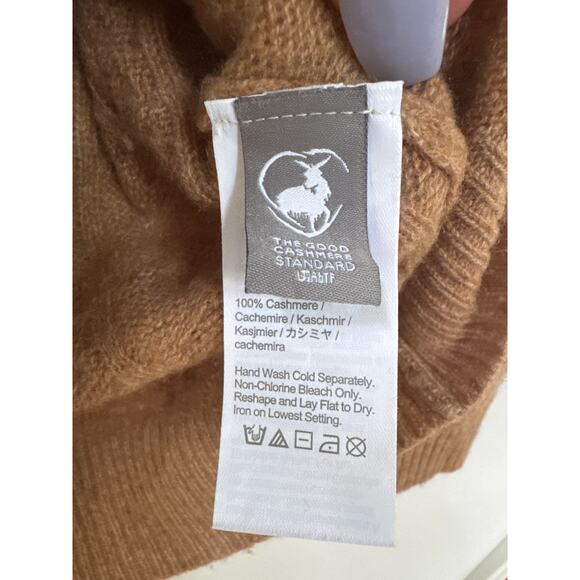 THE GOOD
CASHMERE
STANDARD
AbTF
100% Cashmere /
Cachemire / Kaschmir /
Kasjmier / カシミヤ /
cachemira
Hand Wash Cold Separately.
Non-Chlorine Bleach Only.
Reshape and Lay Flat to Dry.
Iron on Lowest Setting.